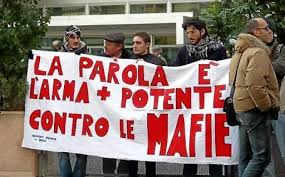 LA PAROLA È
L'ARMA + POTENTE
CONTRO LE MAFIE